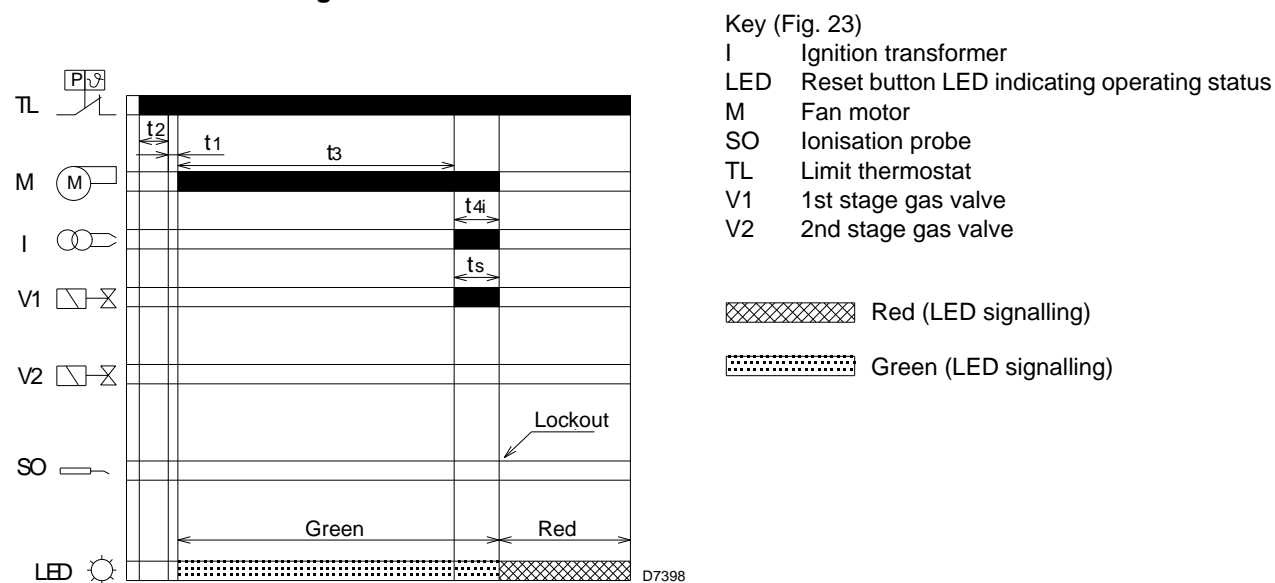 Key (Fig. 23)
I Ignition transformer
LED Reset button LED indicating operating status
M Fan motor
SO Ionisation probe
TL Limit thermostat
V1 1st stage gas valve
V2 2nd stage gas valve
Red (LED signalling)
Green (LED signalling)
P ϑ
TL
t2
t1
t3
M M
t4i
I
ts
V1
V2
Lockout
SO
Green Red
LED
D7398